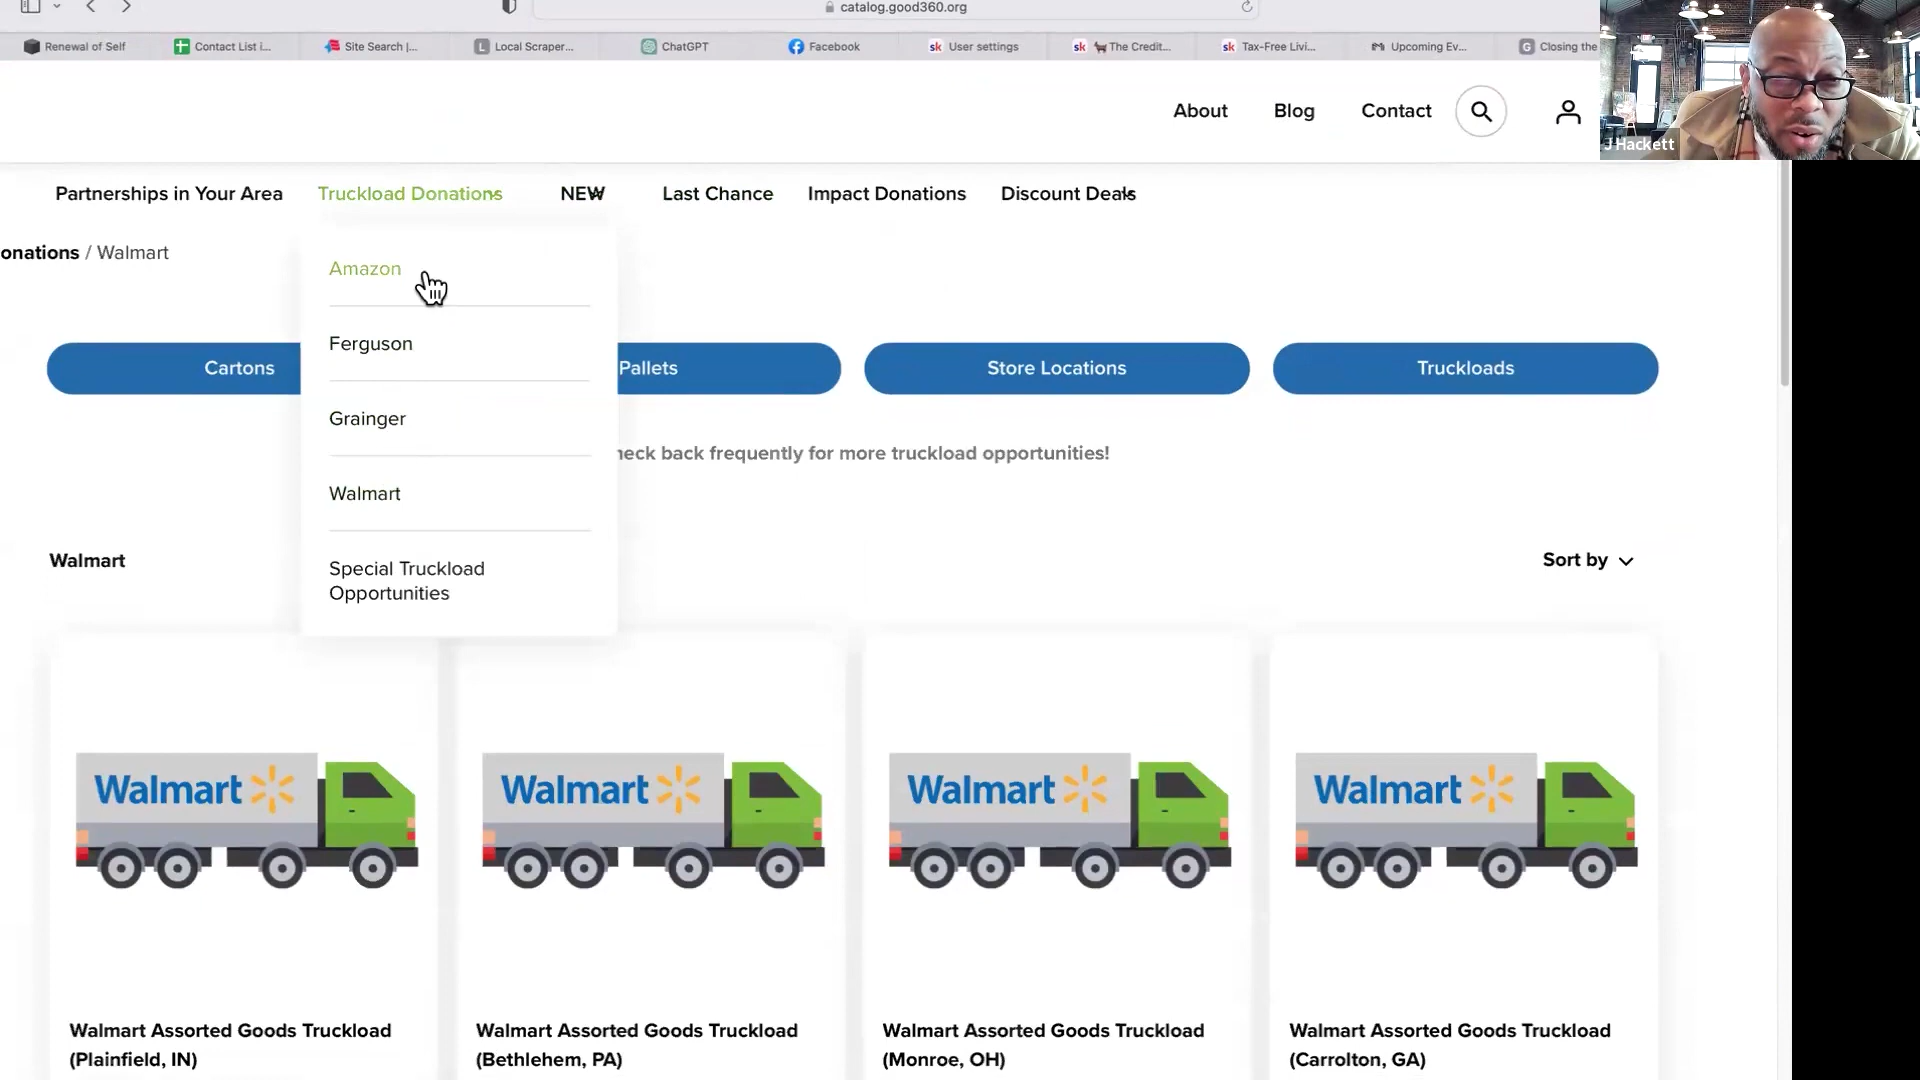 catalog.good360.org
Renewal of Self
Contact List i...
Site Search |...
Local Scraper...
ChatGPT
Facebook
User settings
The Credit...
Tax-Free Livi...
Upcoming Ev...
Closing the
About
Blog
Contact
J Hackett
Partnerships in Your Area
Truckload Donations
NEW
Last Chance
Impact Donations
Discount Deals
onations / Walmart
Amazon
Ferguson
Grainger
Walmart
Special Truckload
Opportunities
Cartons
Pallets
Store Locations
Truckloads
heck back frequently for more truckload opportunities!
Walmart
Sort by
Walmart
Walmart
Walmart
Walmart
Walmart Assorted Goods Truckload
(Plainfield, IN)
Walmart Assorted Goods Truckload
(Bethlehem, PA)
Walmart Assorted Goods Truckload
(Monroe, OH)
Walmart Assorted Goods Truckload
(Carrolton, GA)